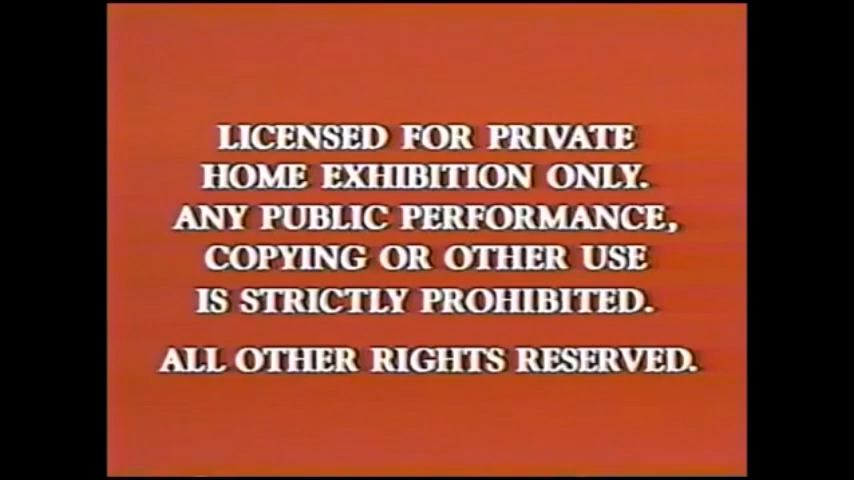 LICENSED FOR PRIVATE
HOME EXHIBITION ONLY.
ANY PUBLIC PERFORMANCE,
COPYING OR OTHER USE
IS STRICTLY PROHIBITED.
ALL OTHER RIGHTS RESERVED.